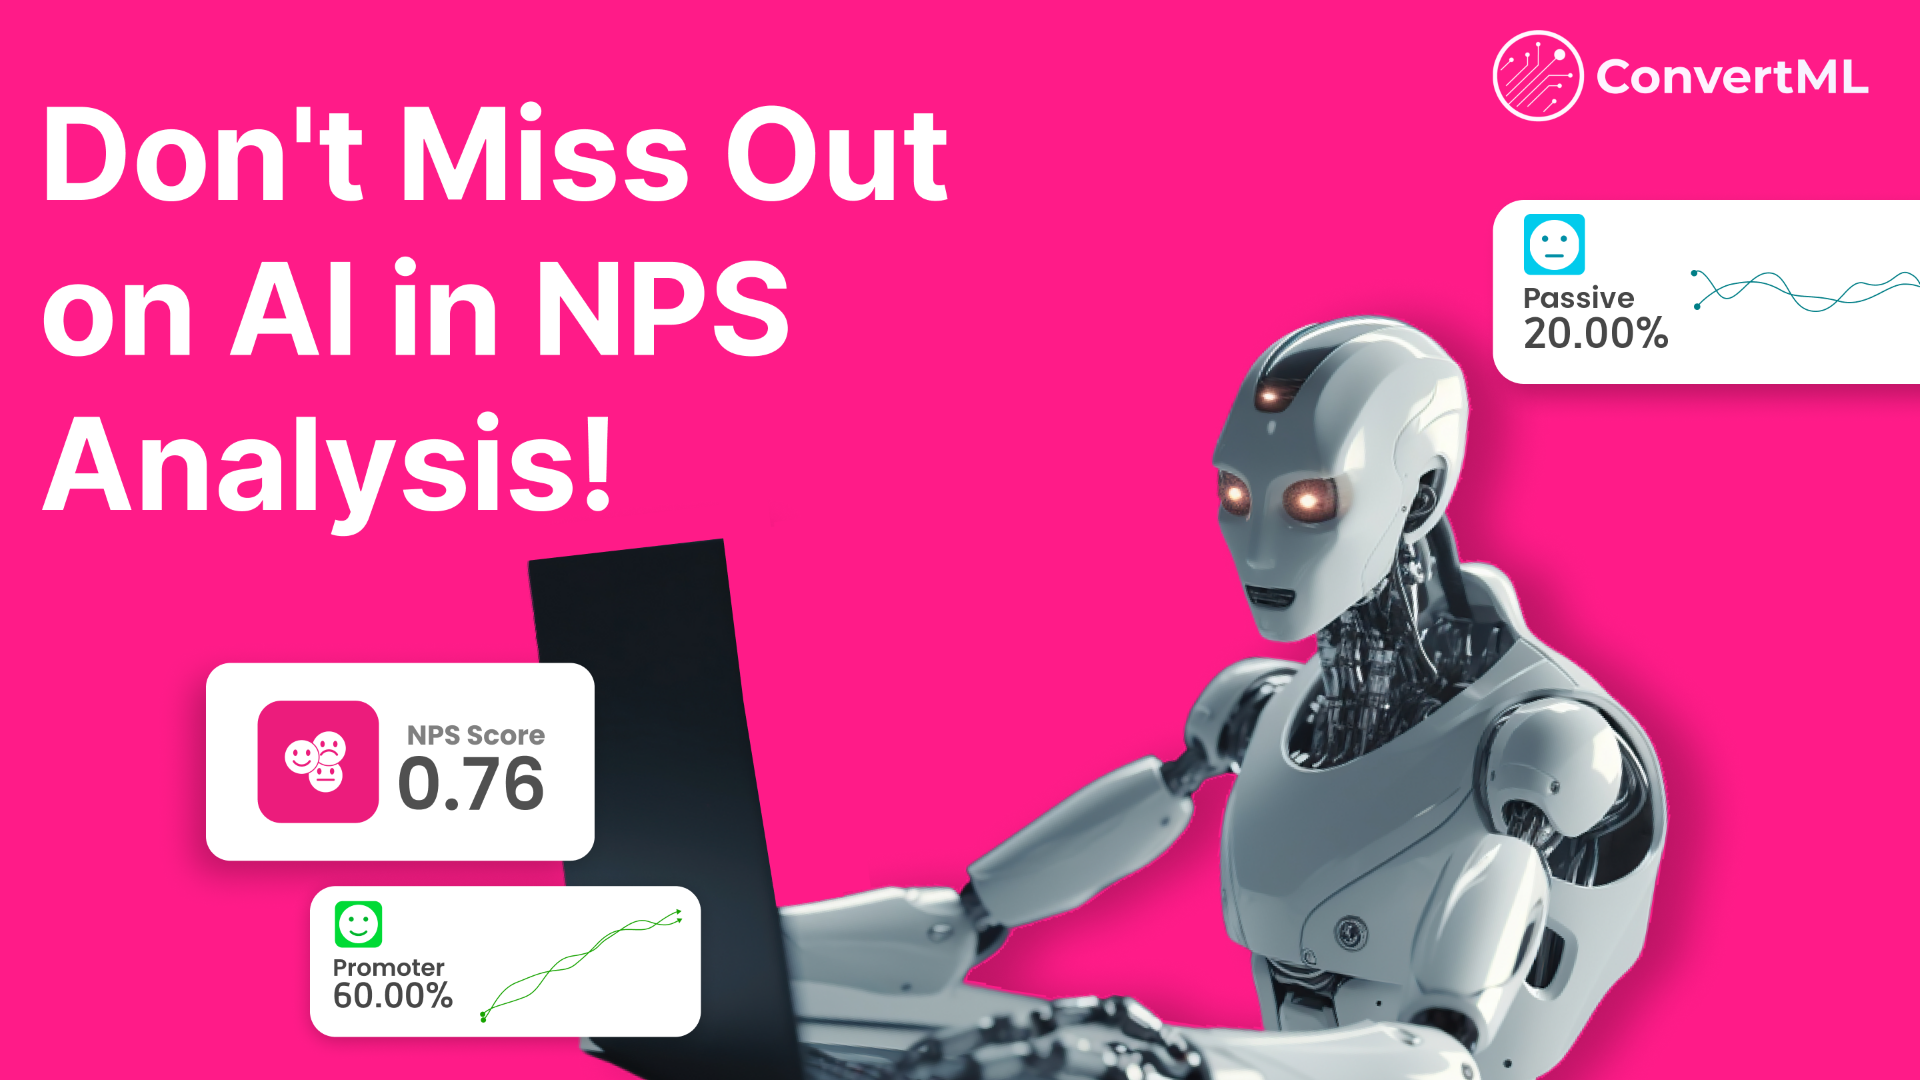 ConvertML
Don't Miss Out
on AI in NPS
Analysis!
Passive
20.00%
NPS Score
0.76
Promoter
60.00%